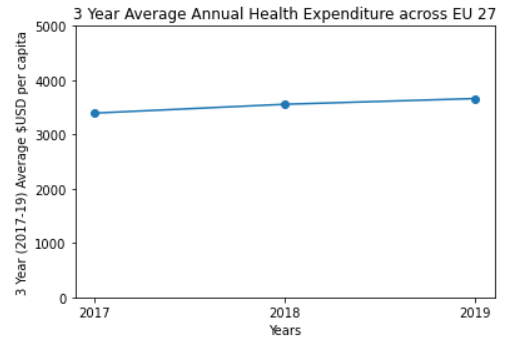 3 Year Average Annual Health Expenditure across EU 27
3 Year (2017-19) Average $USD per capita
5000
4000
3000
2000
1000
0
2017 2018 2019
Years